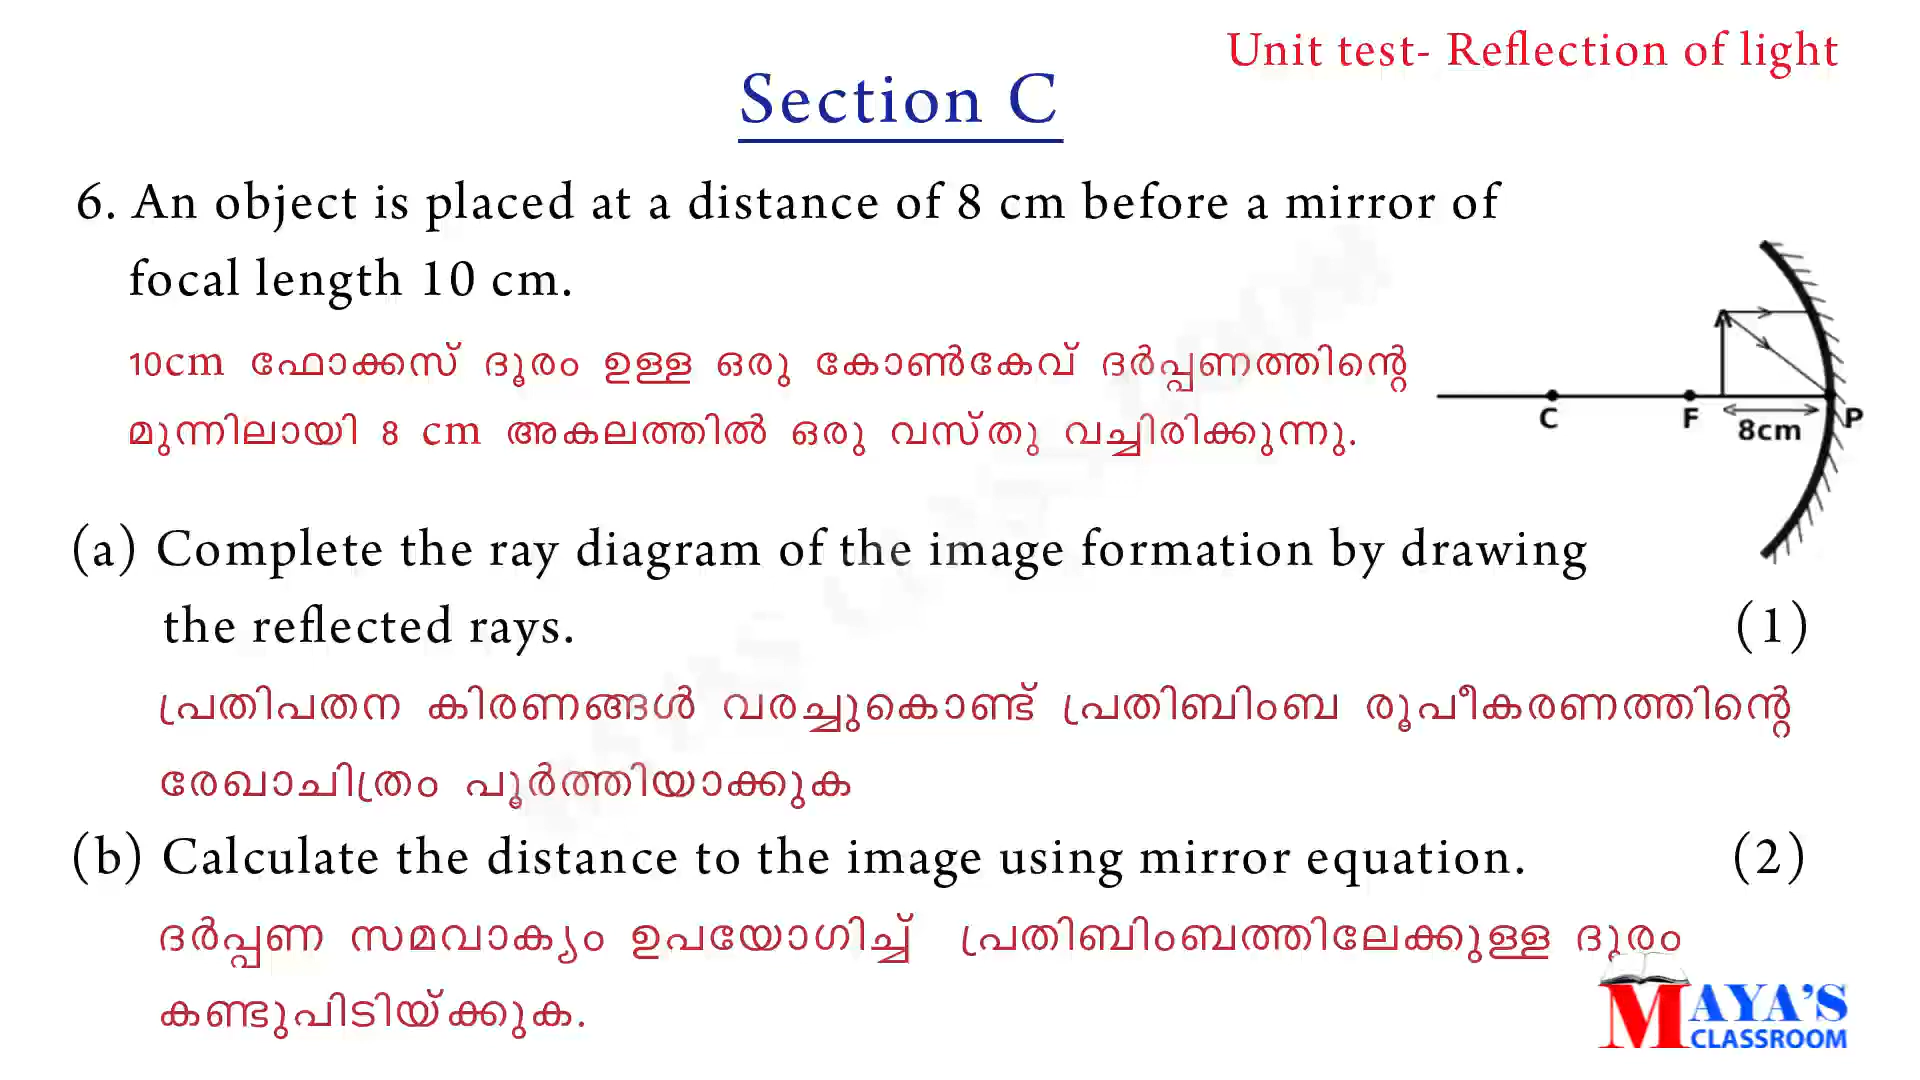 Unit test- Reflection of light
Section C
6. An object is placed at a distance of 8 cm before a mirror of
focal length 10 cm.
10cm ഫോക്കസ് ദൂരം ഉള്ള ഒരു കോൺകേവ് ദർപ്പണത്തിന്റെ
മുന്നിലായി 8 cm അകലത്തിൽ ഒരു വസ്തു വച്ചിരിക്കുന്നു.
C F 8cm P
(a) Complete the ray diagram of the image formation by drawing
the reflected rays. (1)
പ്രതിപതന കിരണങ്ങൾ വരച്ചുകൊണ്ട് പ്രതിബിംബ രൂപീകരണത്തിന്റെ
രേഖാചിത്രം പൂർത്തിയാക്കുക
(b) Calculate the distance to the image using mirror equation. (2)
ദർപ്പണ സമവാക്യം ഉപയോഗിച്ച് പ്രതിബിംബത്തിലേക്കുള്ള ദൂരം
കണ്ടുപിടിയ്ക്കുക.
MAYA'S
CLASSROOM